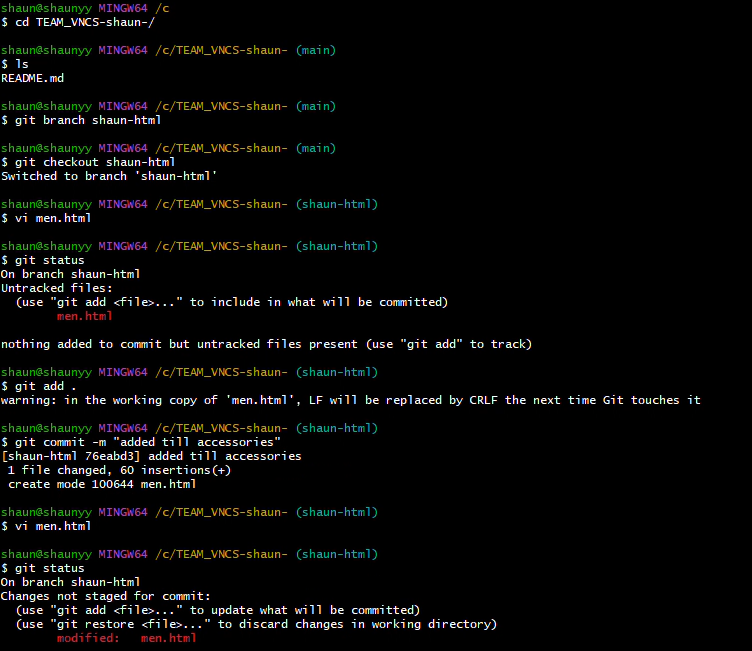 shaun@shaunyy MINGW64 /c
$ cd TEAM_VNCS-shaun-/
shaun@shaunyy MINGW64 /c/TEAM_VNCS-shaun- (main)
$ ls
README.md
shaun@shaunyy MINGW64 /c/TEAM_VNCS-shaun- (main)
$ git branch shaun-html
shaun@shaunyy MINGW64 /c/TEAM_VNCS-shaun- (main)
$ git checkout shaun-html
Switched to branch 'shaun-html'
shaun@shaunyy MINGW64 /c/TEAM_VNCS-shaun- (shaun-html)
$ vi men.html
shaun@shaunyy MINGW64 /c/TEAM_VNCS-shaun- (shaun-html)
$ git status
On branch shaun-html
Untracked files:
  (use "git add <file>..." to include in what will be committed)
        men.html
nothing added to commit but untracked files present (use "git add" to track)
shaun@shaunyy MINGW64 /c/TEAM_VNCS-shaun- (shaun-html)
$ git add .
warning: in the working copy of 'men.html', LF will be replaced by CRLF the next time Git touches it
shaun@shaunyy MINGW64 /c/TEAM_VNCS-shaun- (shaun-html)
$ git commit -m "added till accessories"
[shaun-html 76eabd3] added till accessories
 1 file changed, 60 insertions(+)
 create mode 100644 men.html
shaun@shaunyy MINGW64 /c/TEAM_VNCS-shaun- (shaun-html)
$ vi men.html
shaun@shaunyy MINGW64 /c/TEAM_VNCS-shaun- (shaun-html)
$ git status
On branch shaun-html
Changes not staged for commit:
  (use "git add <file>..." to update what will be committed)
  (use "git restore <file>..." to discard changes in working directory)
        modified:   men.html